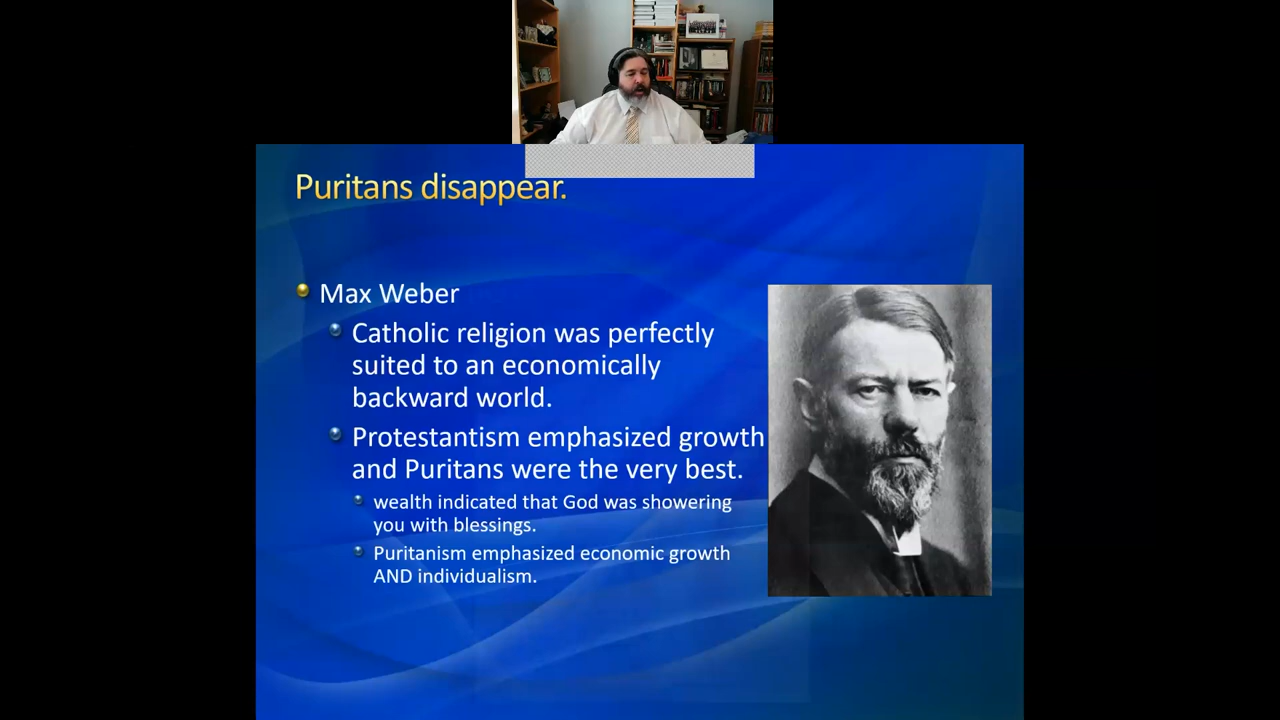 Puritans disappear.
Max Weber
Catholic religion was perfectly
suited to an economically
backward world.
Protestantism emphasized growth
and Puritans were the very best.
wealth indicated that God was showering
you with blessings.
Puritanism emphasized economic growth
AND individualism.